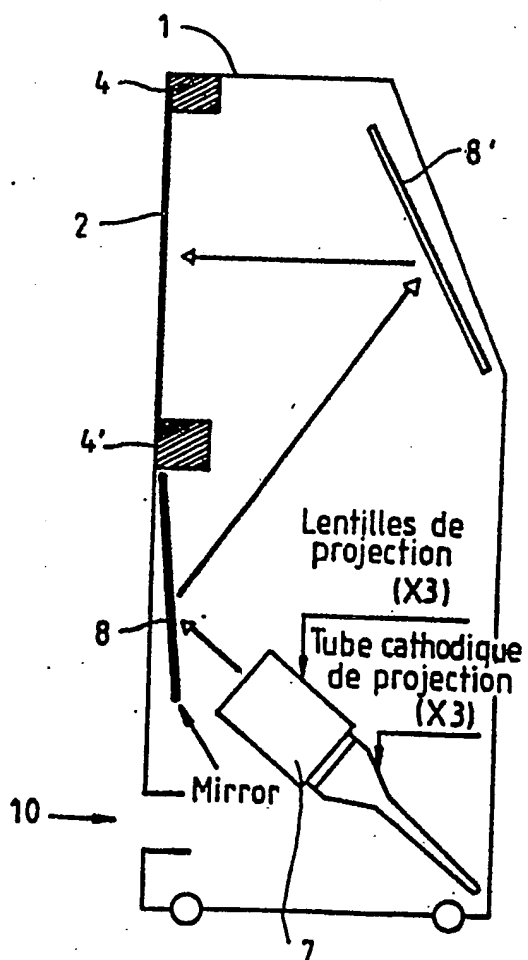 1
4
8'
2
4'
Lentilles de
projection
(X3)
8
Tube cathodique
de projection
(X3)
Mirror
10
7